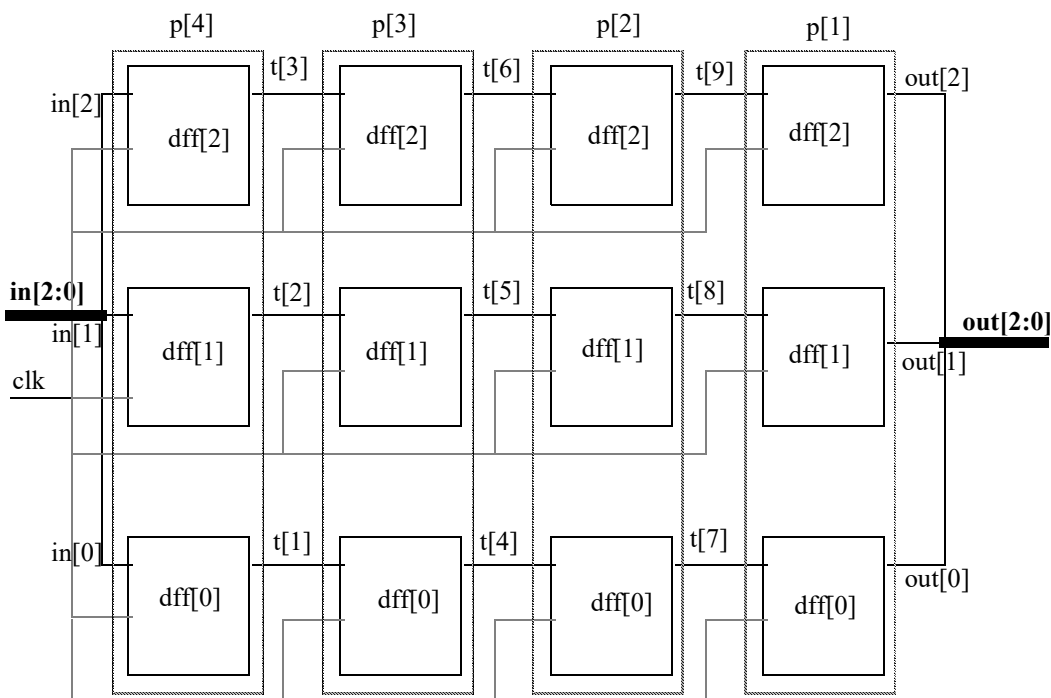 p[4] p[3] p[2] p[1]
t[3] t[6] t[9] out[2]
in[2]
dff[2] dff[2] dff[2] dff[2]
in[2:0] t[2] t[5] t[8]
out[2:0]
in[1]
dff[1] dff[1] dff[1] dff[1]
out[1]
clk
in[0] t[1] t[4] t[7]
out[0]
dff[0] dff[0] dff[0] dff[0]